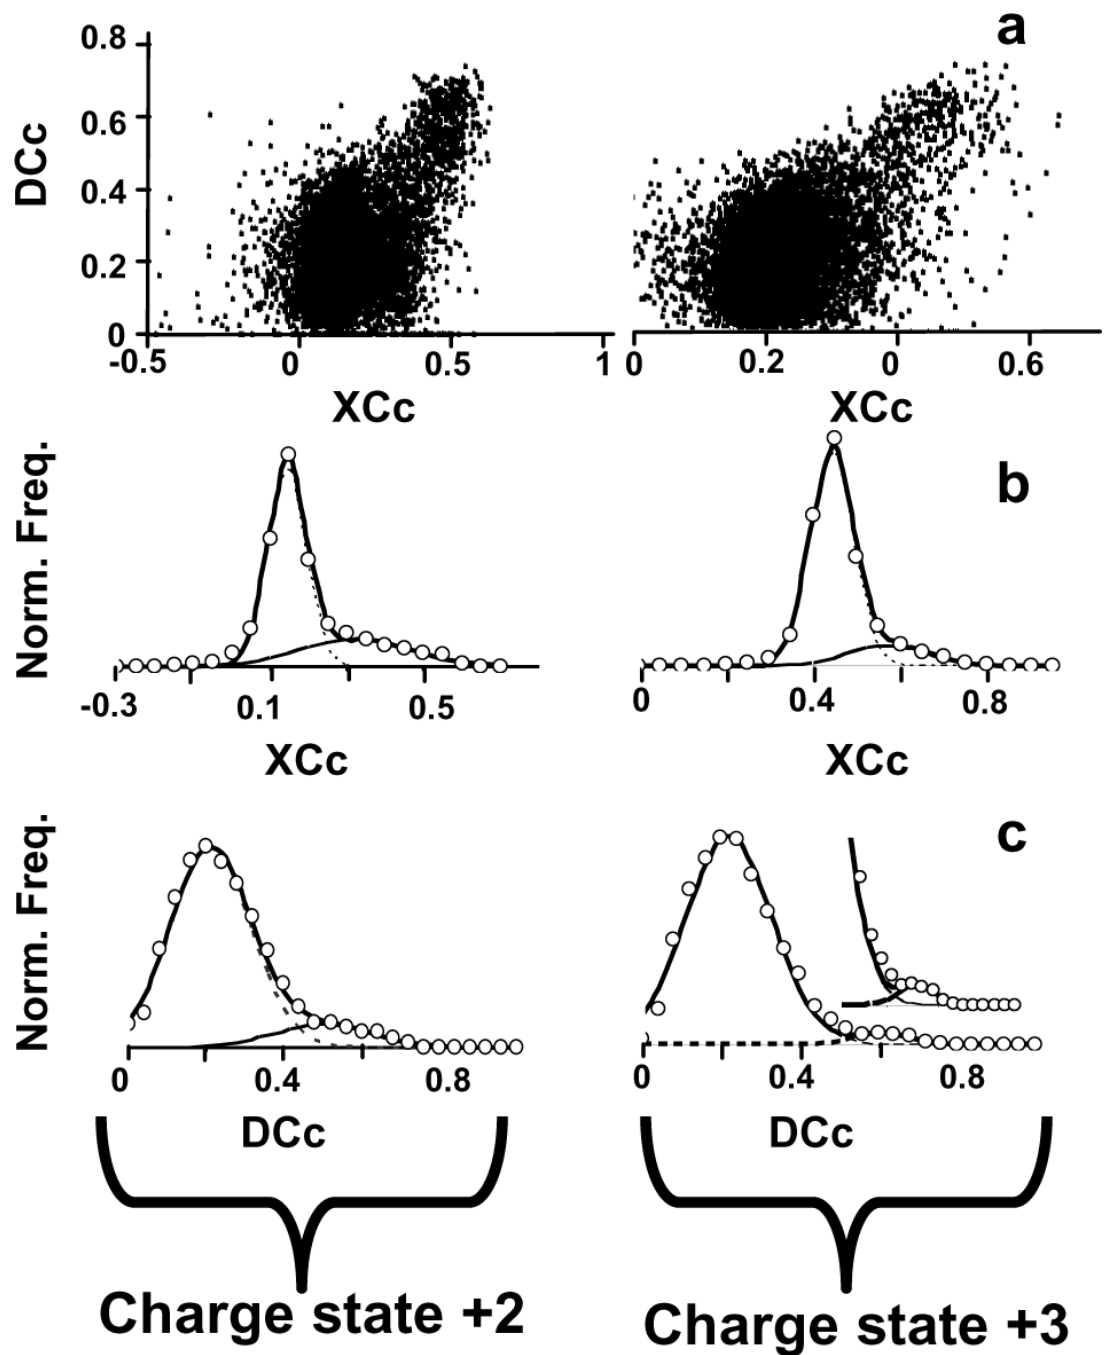 a
0.8
0.6
0.4
0.2
0
DCc
-0.5 0 0.5 1
XCc
0 0.2 0 0.6
XCc
b
Norm. Freq.
-0.3 0.1 0.5
XCc
0 0.4 0.8
XCc
c
Norm. Freq.
0 0.4 0.8
DCc
0 0.4 0.8
DCc
Charge state +2
Charge state +3